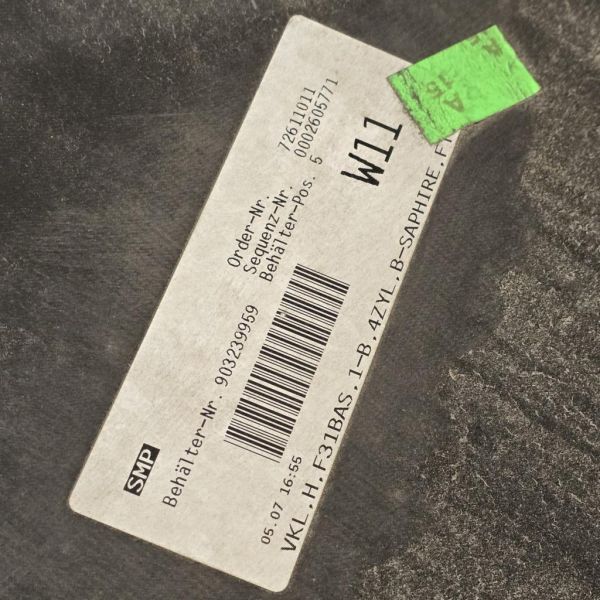 SMP
Behälter-Nr. 903239959
Order-Nr. 72611011
Sequenz-Nr. 0002605771
Behälter-Pos. 5
W11
05.07 16:55
VKL.H,F31BAS,1-B,4ZYL,B-SAPHIRE,F
A
15
A